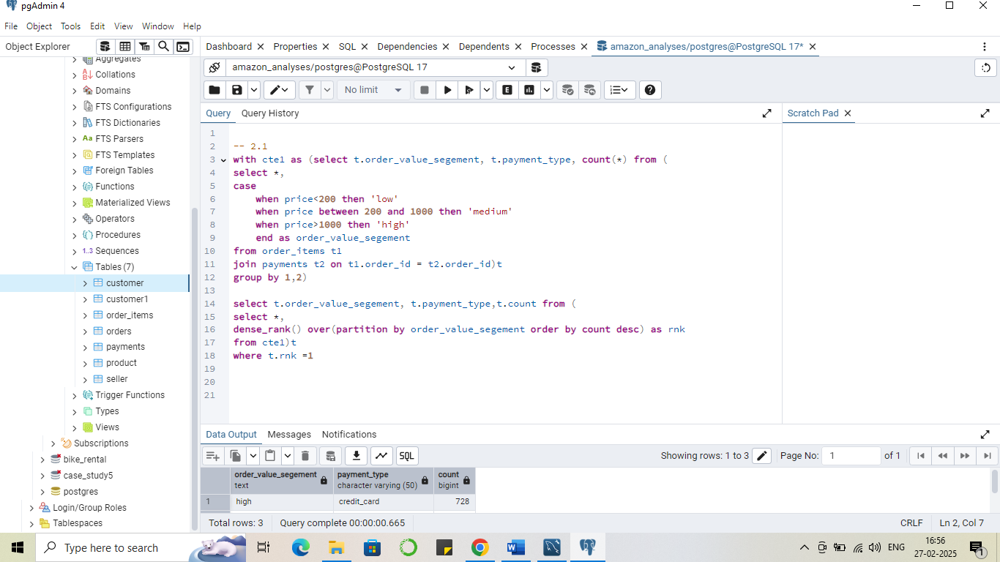 pgAdmin 4
File Object Tools Edit View Window Help
Object Explorer
Dashboard Properties SQL Dependencies Dependents Processes amazon_analyses/postgres@PostgreSQL 17*
Aggregates
Collations
Domains
FTS Configurations
FTS Dictionaries
Aa FTS Parsers
FTS Templates
Foreign Tables
Functions
Materialized Views
Operators
Procedures
1..3 Sequences
Tables (7)
customer
customer1
order_items
orders
payments
product
seller
Trigger Functions
Types
Views
Subscriptions
bike_rental
case_study5
postgres
Login/Group Roles
Tablespaces
amazon_analyses/postgres@PostgreSQL 17
No limit
E
Query Query History
Scratch Pad
1
2 -- 2.1
3 with cte1 as (select t.order_value_segement, t.payment_type, count(*) from (
4 select *,
5 case
6 when price<200 then 'low'
7 when price between 200 and 1000 then 'medium'
8 when price>1000 then 'high'
9 end as order_value_segement
10 from order_items t1
11 join payments t2 on t1.order_id = t2.order_id)t
12 group by 1,2)
13
14 select t.order_value_segement, t.payment_type,t.count from (
15 select *,
16 dense_rank() over(partition by order_value_segement order by count desc) as rnk
17 from cte1)t
18 where t.rnk =1
19
20
21
Data Output Messages Notifications
SQL
Showing rows: 1 to 3 Page No: 1 of 1
order_value_segement payment_type count
text character varying (50) bigint
1 high credit_card 728
Total rows: 3 Query complete 00:00:00.665 CRLF Ln 2, Col 7
Type here to search
ENG
16:56
27-02-2025
1